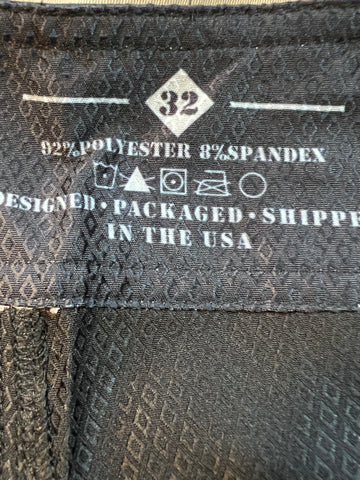 32
92%POLYESTER 8%SPANDEX
DESIGNED • PACKAGED • SHIPPE
IN THE USA